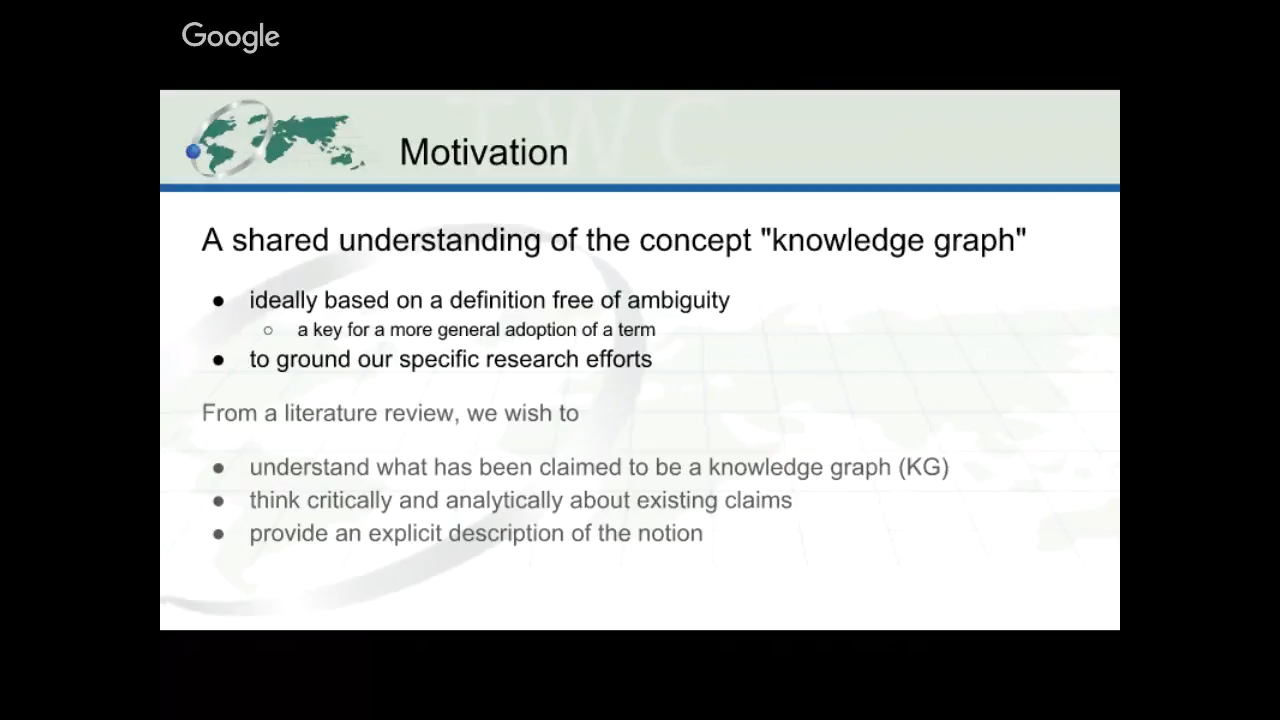 Google
TWC
Motivation
A shared understanding of the concept "knowledge graph"
● ideally based on a definition free of ambiguity
○ a key for a more general adoption of a term
● to ground our specific research efforts
From a literature review, we wish to
● understand what has been claimed to be a knowledge graph (KG)
● think critically and analytically about existing claims
● provide an explicit description of the notion